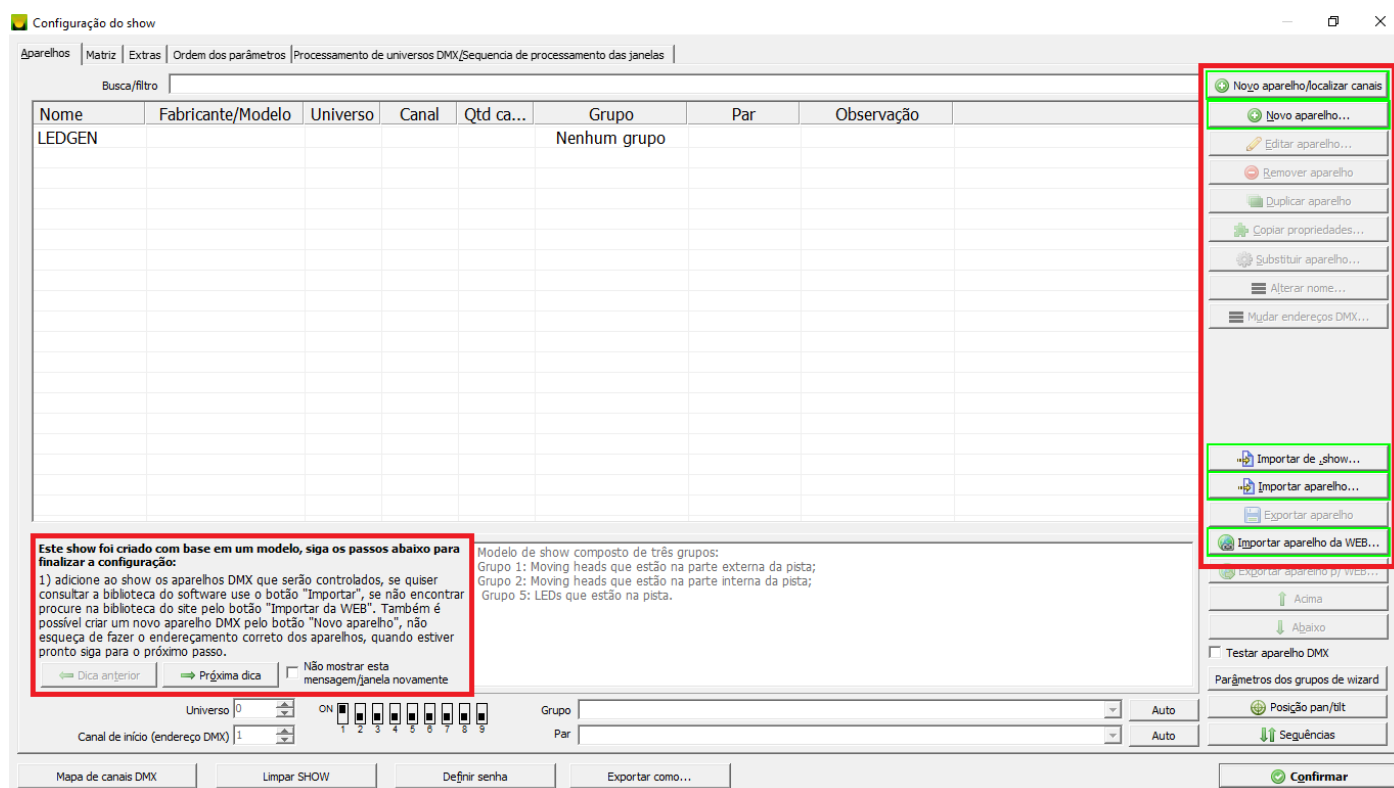 Configuração do show
Aparelhos Matriz Extras Ordem dos parâmetros Processamento de universos DMX/Sequencia de processamento das janelas
Busca/filtro
Nome Fabricante/Modelo Universo Canal Qtd ca... Grupo Par Observação
LEDGEN Nenhum grupo
Novo aparelho/localizar canais
Novo aparelho...
Editar aparelho...
Remover aparelho
Duplicar aparelho
Copiar propriedades...
Substituir aparelho...
Alterar nome...
Mudar endereços DMX...
Importar de .show...
Importar aparelho...
Exportar aparelho
Importar aparelho da WEB...
Exportar aparelho p/ WEB...
Acima
Abaixo
Testar aparelho DMX
Parâmetros dos grupos de wizard
Posição pan/tilt
Sequências
Este show foi criado com base em um modelo, siga os passos abaixo para
finalizar a configuração:
1) adicione ao show os aparelhos DMX que serão controlados, se quiser
consultar a biblioteca do software use o botão "Importar", se não encontrar
procure na biblioteca do site pelo botão "Importar da WEB". Também é
possível criar um novo aparelho DMX pelo botão "Novo aparelho", não
esqueça de fazer o endereçamento correto dos aparelhos, quando estiver
pronto siga para o próximo passo.
Dica anterior Próxima dica Não mostrar esta
mensagem/janela novamente
Modelo de show composto de três grupos:
Grupo 1: Moving heads que estão na parte externa da pista;
Grupo 2: Moving heads que estão na parte interna da pista;
Grupo 5: LEDs que estão na pista.
Universo 0 ON Grupo Auto
1 2 3 4 5 6 7 8 9
Canal de início (endereço DMX) 1 Par Auto
Mapa de canais DMX Limpar SHOW Definir senha Exportar como... Confirmar